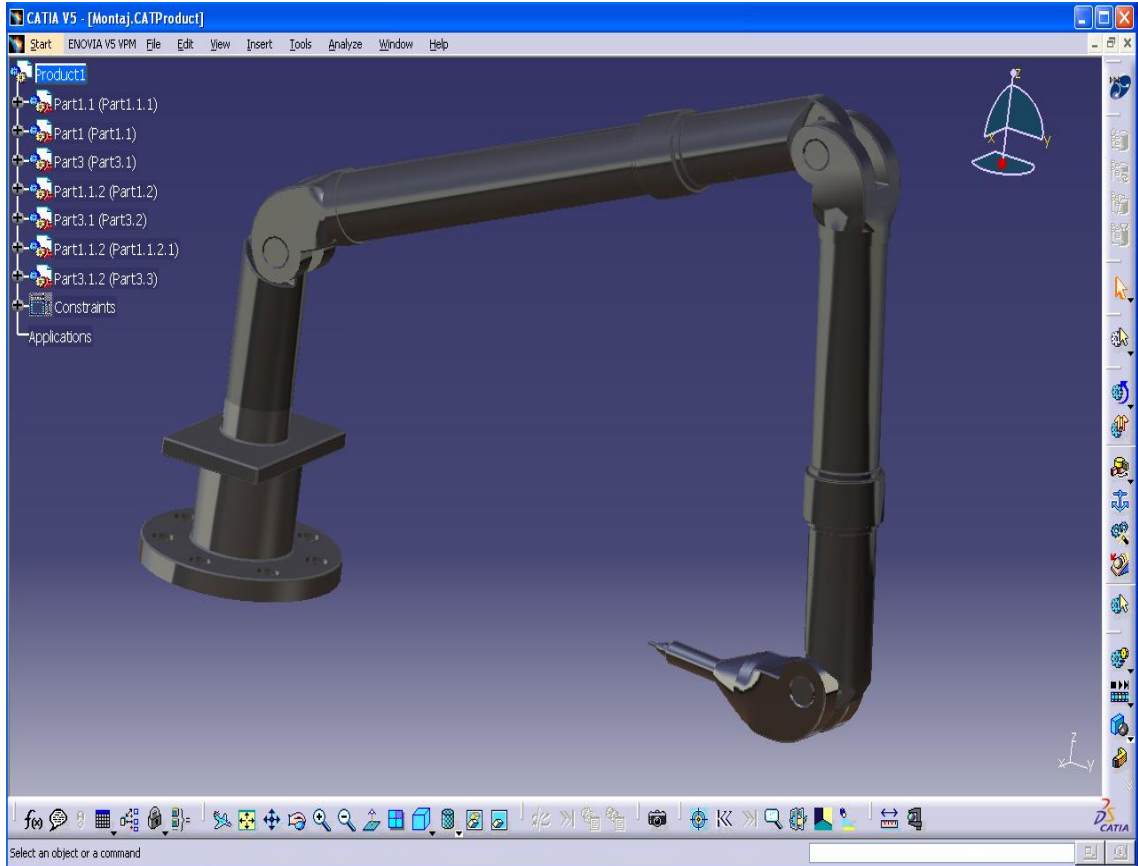 CATIA V5 - [Montaj.CATProduct]
Start ENOVIA V5 VPM File Edit View Insert Tools Analyze Window Help
Product1
Part1.1 (Part1.1.1)
Part1 (Part1.1)
Part3 (Part3.1)
Part1.1.2 (Part1.2)
Part3.1 (Part3.2)
Part1.1.2 (Part1.1.2.1)
Part3.1.2 (Part3.3)
Constraints
Applications
z
x
y
z
x y
f(x)
CATIA
Select an object or a command